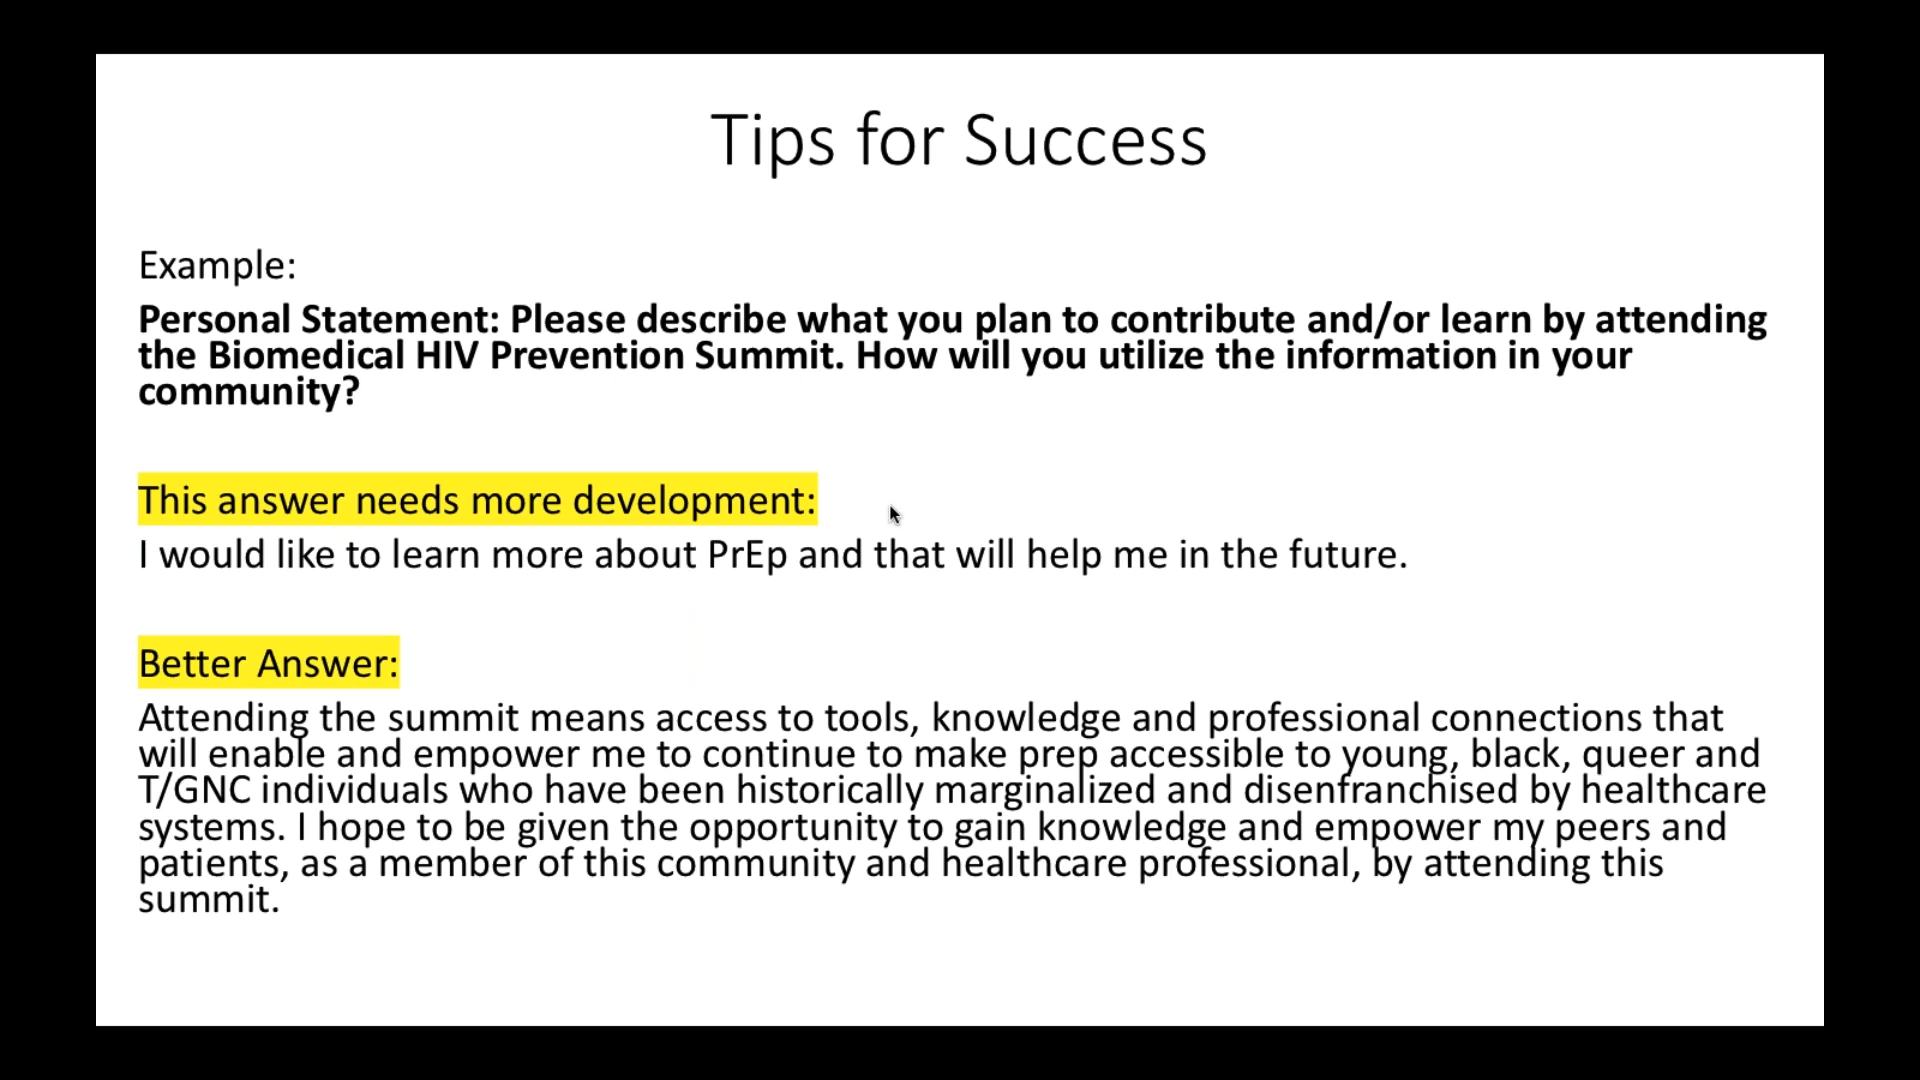 Tips for Success
Example:
Personal Statement: Please describe what you plan to contribute and/or learn by attending
the Biomedical HIV Prevention Summit. How will you utilize the information in your
community?
This answer needs more development:
I would like to learn more about PrEp and that will help me in the future.
Better Answer:
Attending the summit means access to tools, knowledge and professional connections that
will enable and empower me to continue to make prep accessible to young, black, queer and
T/GNC individuals who have been historically marginalized and disenfranchised by healthcare
systems. I hope to be given the opportunity to gain knowledge and empower my peers and
patients, as a member of this community and healthcare professional, by attending this
summit.